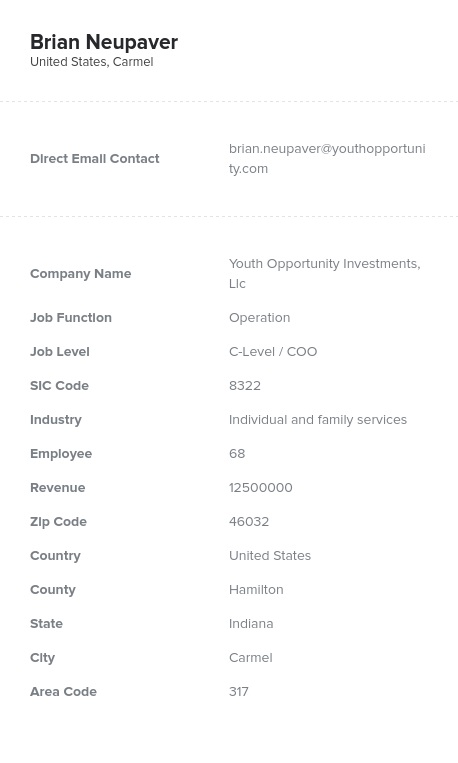 Brian Neupaver
United States, Carmel
Direct Email Contact
brian.neupaver@youthopportuni
ty.com
Company Name
Youth Opportunity Investments,
Llc
Job Function Operation
Job Level C-Level / COO
SIC Code 8322
Industry Individual and family services
Employee 68
Revenue 12500000
Zip Code 46032
Country United States
County Hamilton
State Indiana
City Carmel
Area Code 317